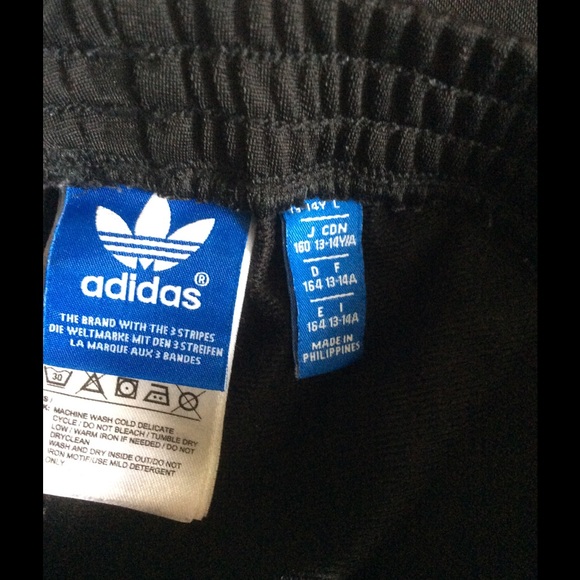 adidas®
THE BRAND WITH THE 3 STRIPES
DIE WELTMARKE MIT DEN 3 STREIFEN
LA MARQUE AUX 3 BANDES
30
MACHINE WASH COLD DELICATE
CYCLE / DO NOT BLEACH / TUMBLE DRY
LOW / WARM IRON IF NEEDED / DO NOT
DRYCLEAN
WASH AND DRY INSIDE OUT/DO NOT
IRON MOTIF/USE MILD DETERGENT
ONLY
14Y L
J CDN
160 13-14Y/A
D F
164 13-14A
E I
164 13-14A
MADE IN
PHILIPPINES